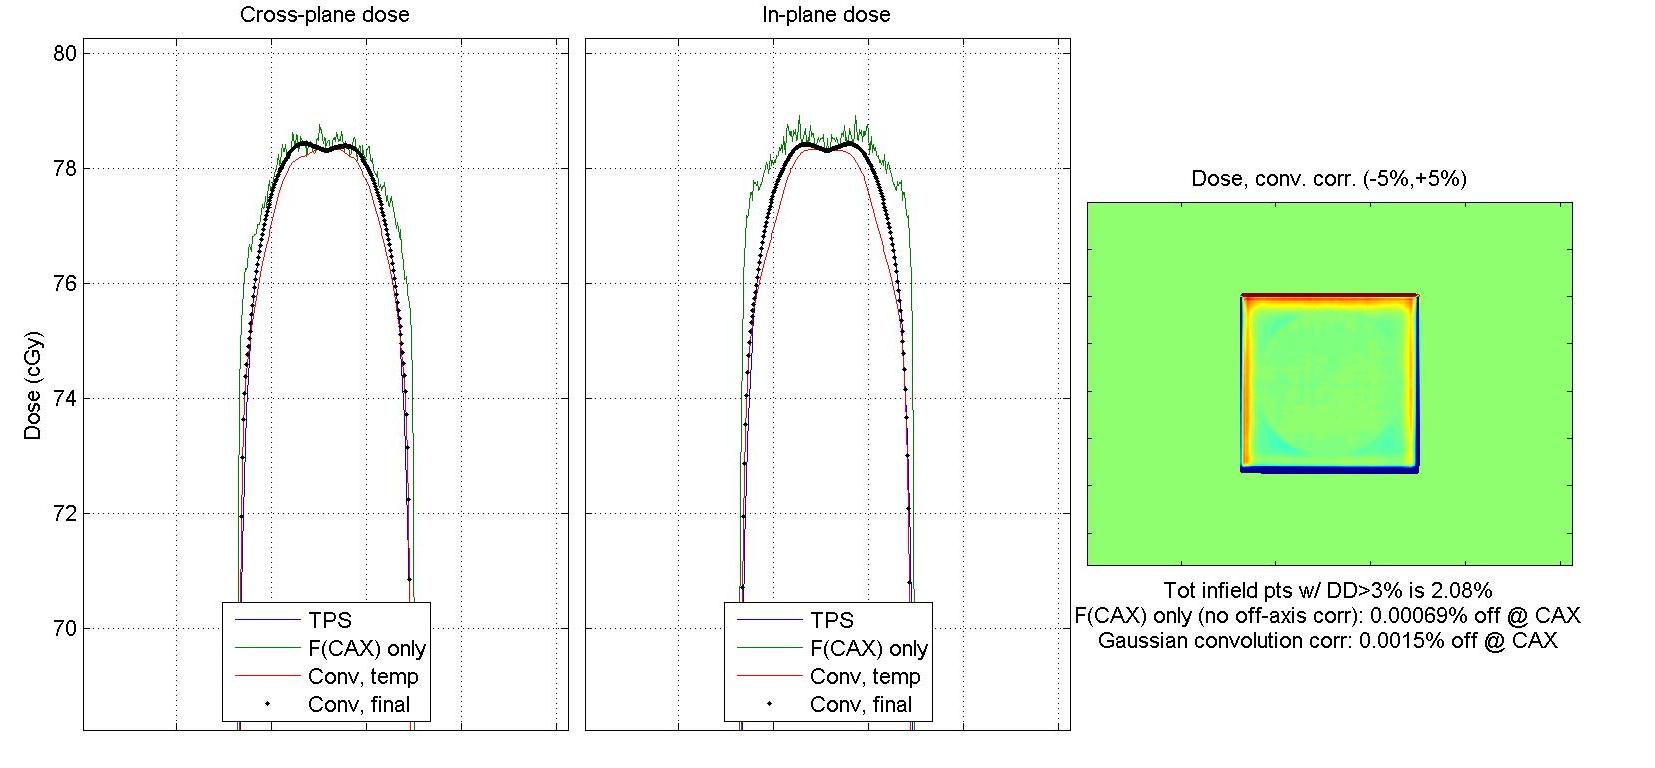 Cross-plane dose
In-plane dose
80
78
76
74
72
70
Dose (cGy)
TPS
F(CAX) only
Conv, temp
Conv, final
TPS
F(CAX) only
Conv, temp
Conv, final
Dose, conv. corr. (-5%,+5%)
Tot infield pts w/ DD>3% is 2.08%
F(CAX) only (no off-axis corr): 0.00069% off @ CAX
Gaussian convolution corr: 0.0015% off @ CAX